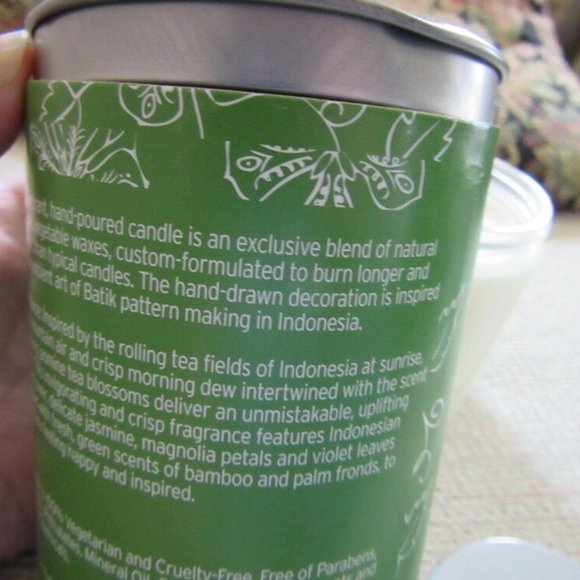 hand-poured candle is an exclusive blend of natural
vegetable waxes, custom-formulated to burn longer and
typical candles. The hand-drawn decoration is inspired
art of Batik pattern making in Indonesia.
inspired by the rolling tea fields of Indonesia at sunrise,
air and crisp morning dew intertwined with the scent
jasmine tea blossoms deliver an unmistakable, uplifting
invigorating and crisp fragrance features Indonesian
delicate jasmine, magnolia petals and violet leaves
fresh, green scents of bamboo and palm fronds, to
happy and inspired.
Vegetarian and Cruelty-Free. Free of Parabens,
Mineral Oil,